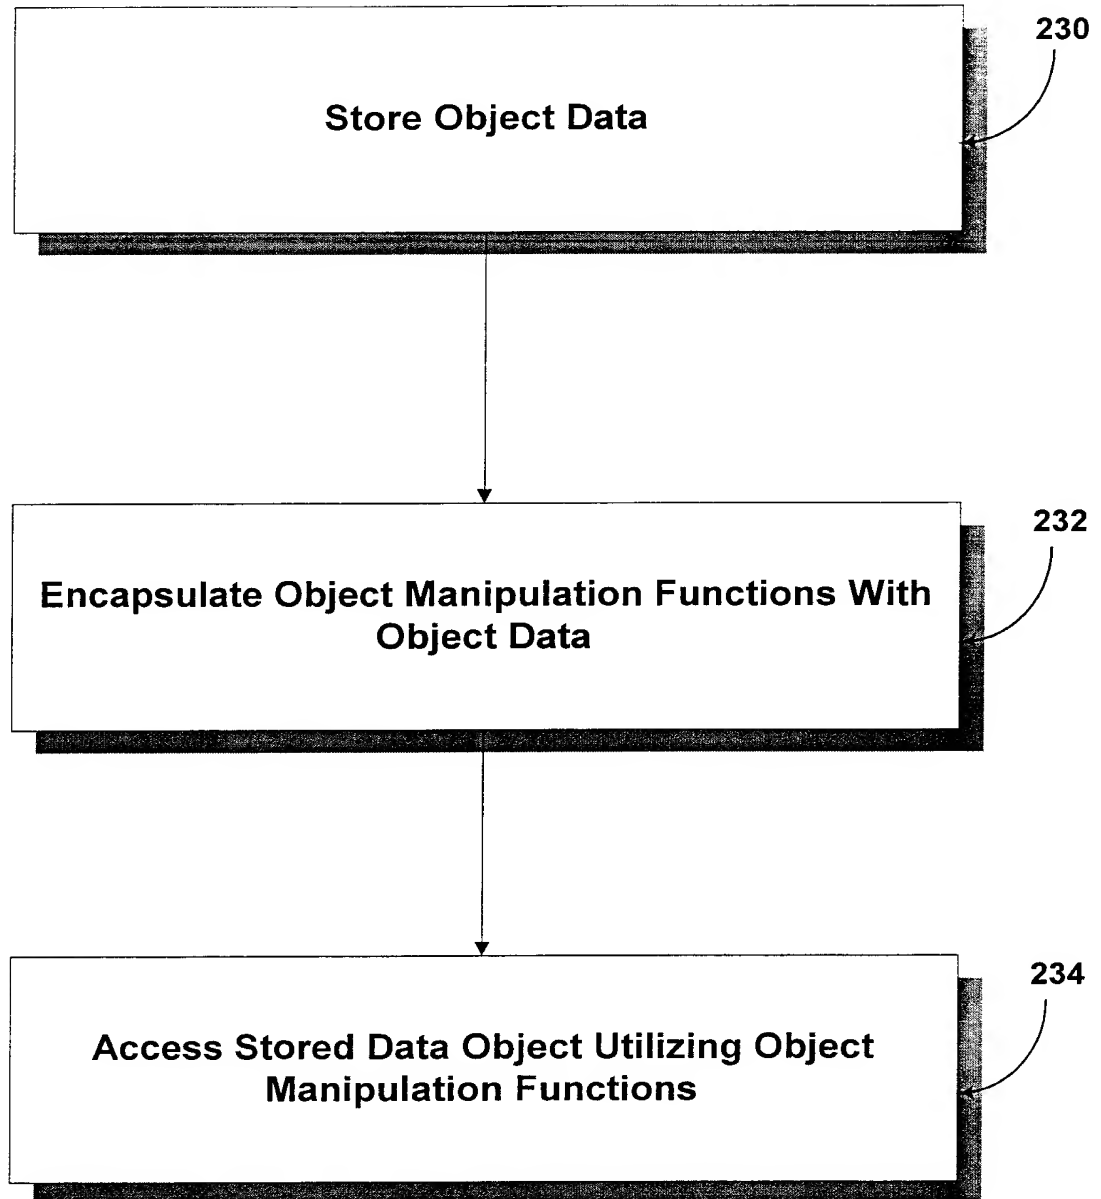 230
Store Object Data
232
Encapsulate Object Manipulation Functions With
Object Data
234
Access Stored Data Object Utilizing Object
Manipulation Functions